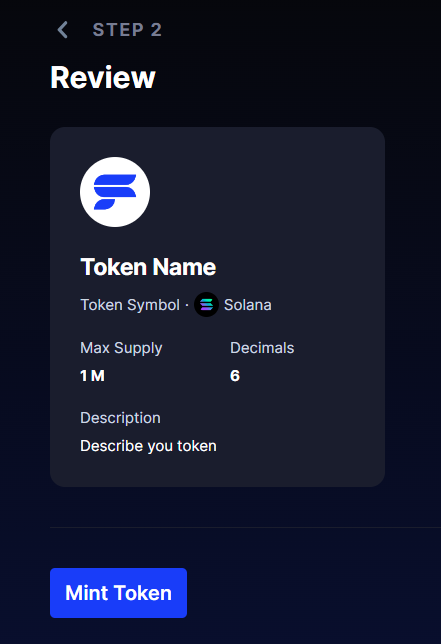 STEP 2
Review
Token Name
Token Symbol · Solana
Max Supply Decimals
1 M 6
Description
Describe you token
Mint Token